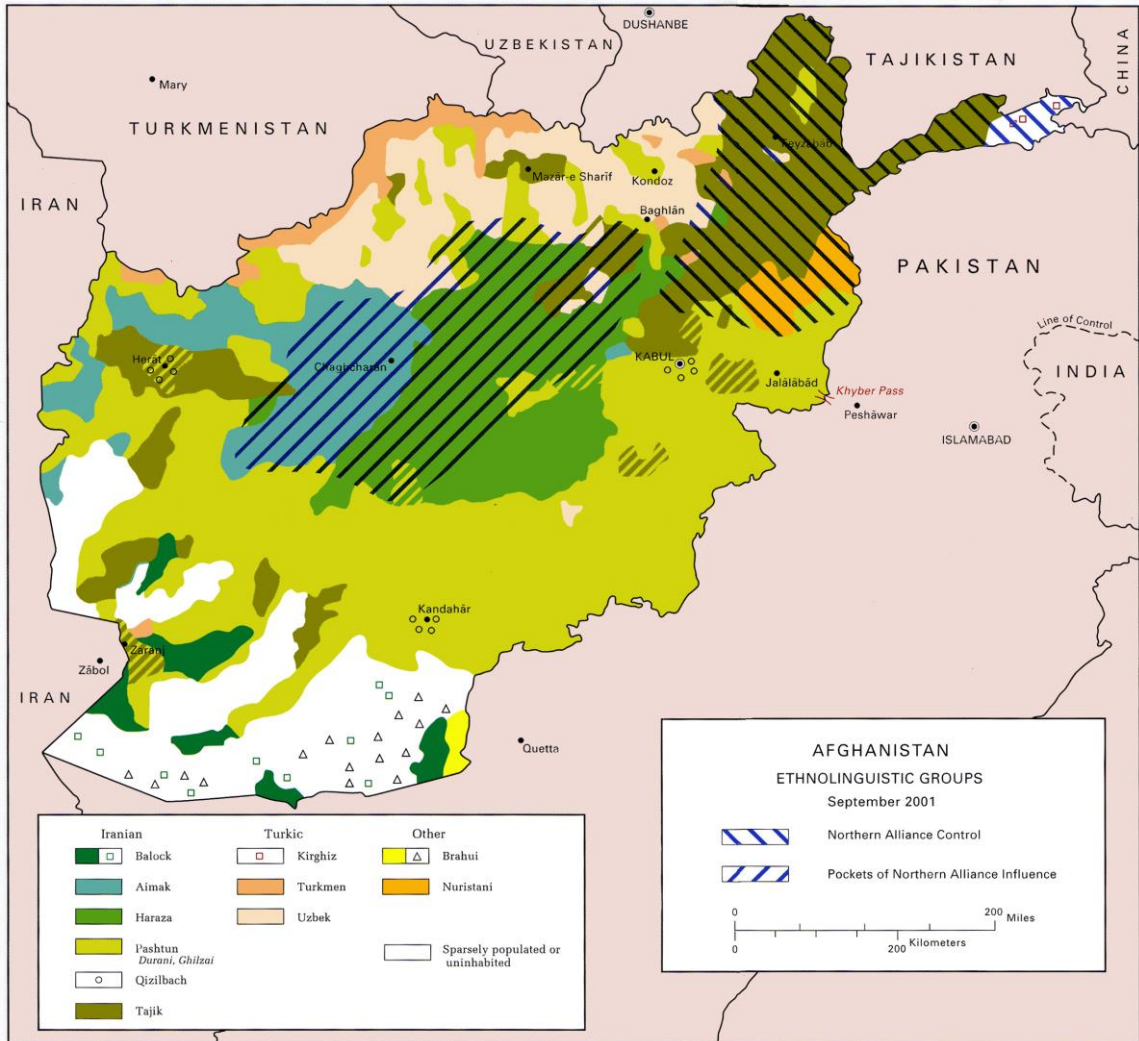 DUSHANBE
UZBEKISTAN
TAJIKISTAN
CHINA
Mary
TURKMENISTAN
Feyzābāb
Mazār-e Sharīf
Kondoz
IRAN
Baghlān
PAKISTAN
Line of Control
Herāt
Chaghcharān
KABUL
Jalālābād
INDIA
Khyber Pass
Peshāwar
ISLAMABAD
Kandahār
Zaranj
Zābol
IRAN
Quetta
AFGHANISTAN
ETHNOLINGUISTIC GROUPS
September 2001
Northern Alliance Control
Pockets of Northern Alliance Influence
0 200 Miles
0 200 Kilometers
Iranian Turkic Other
Balock Kirghiz Brahui
Aimak Turkmen Nuristani
Haraza Uzbek
Pashtun Sparsely populated or
Durani, Ghilzai uninhabited
Qizilbach
Tajik